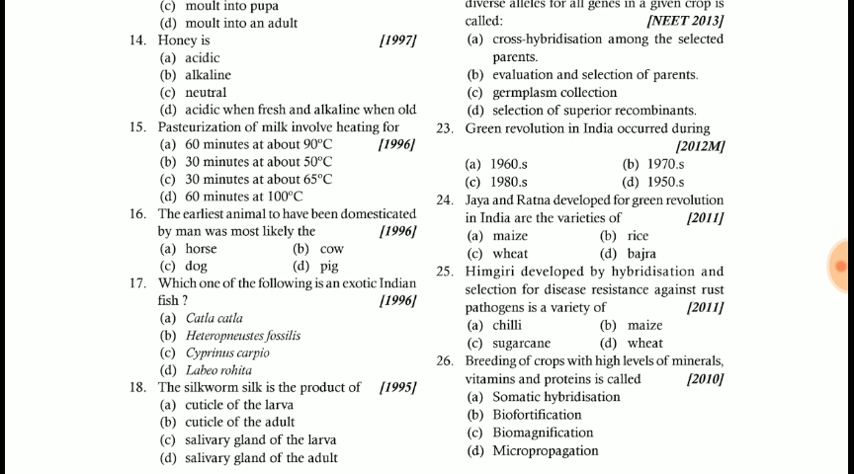 (c) moult into pupa
(d) moult into an adult
14. Honey is [1997]
(a) acidic
(b) alkaline
(c) neutral
(d) acidic when fresh and alkaline when old
15. Pasteurization of milk involve heating for
(a) 60 minutes at about 90°C [1996]
(b) 30 minutes at about 50°C
(c) 30 minutes at about 65°C
(d) 60 minutes at 100°C
16. The earliest animal to have been domesticated
by man was most likely the [1996]
(a) horse (b) cow
(c) dog (d) pig
17. Which one of the following is an exotic Indian
fish ? [1996]
(a) Catla catla
(b) Heteropneustes fossilis
(c) Cyprinus carpio
(d) Labeo rohita
18. The silkworm silk is the product of [1995]
(a) cuticle of the larva
(b) cuticle of the adult
(c) salivary gland of the larva
(d) salivary gland of the adult
diverse alleles for all genes in a given crop is
called: [NEET 2013]
(a) cross-hybridisation among the selected
parents.
(b) evaluation and selection of parents.
(c) germplasm collection
(d) selection of superior recombinants.
23. Green revolution in India occurred during
[2012M]
(a) 1960.s (b) 1970.s
(c) 1980.s (d) 1950.s
24. Jaya and Ratna developed for green revolution
in India are the varieties of [2011]
(a) maize (b) rice
(c) wheat (d) bajra
25. Himgiri developed by hybridisation and
selection for disease resistance against rust
pathogens is a variety of [2011]
(a) chilli (b) maize
(c) sugarcane (d) wheat
26. Breeding of crops with high levels of minerals,
vitamins and proteins is called [2010]
(a) Somatic hybridisation
(b) Biofortification
(c) Biomagnification
(d) Micropropagation